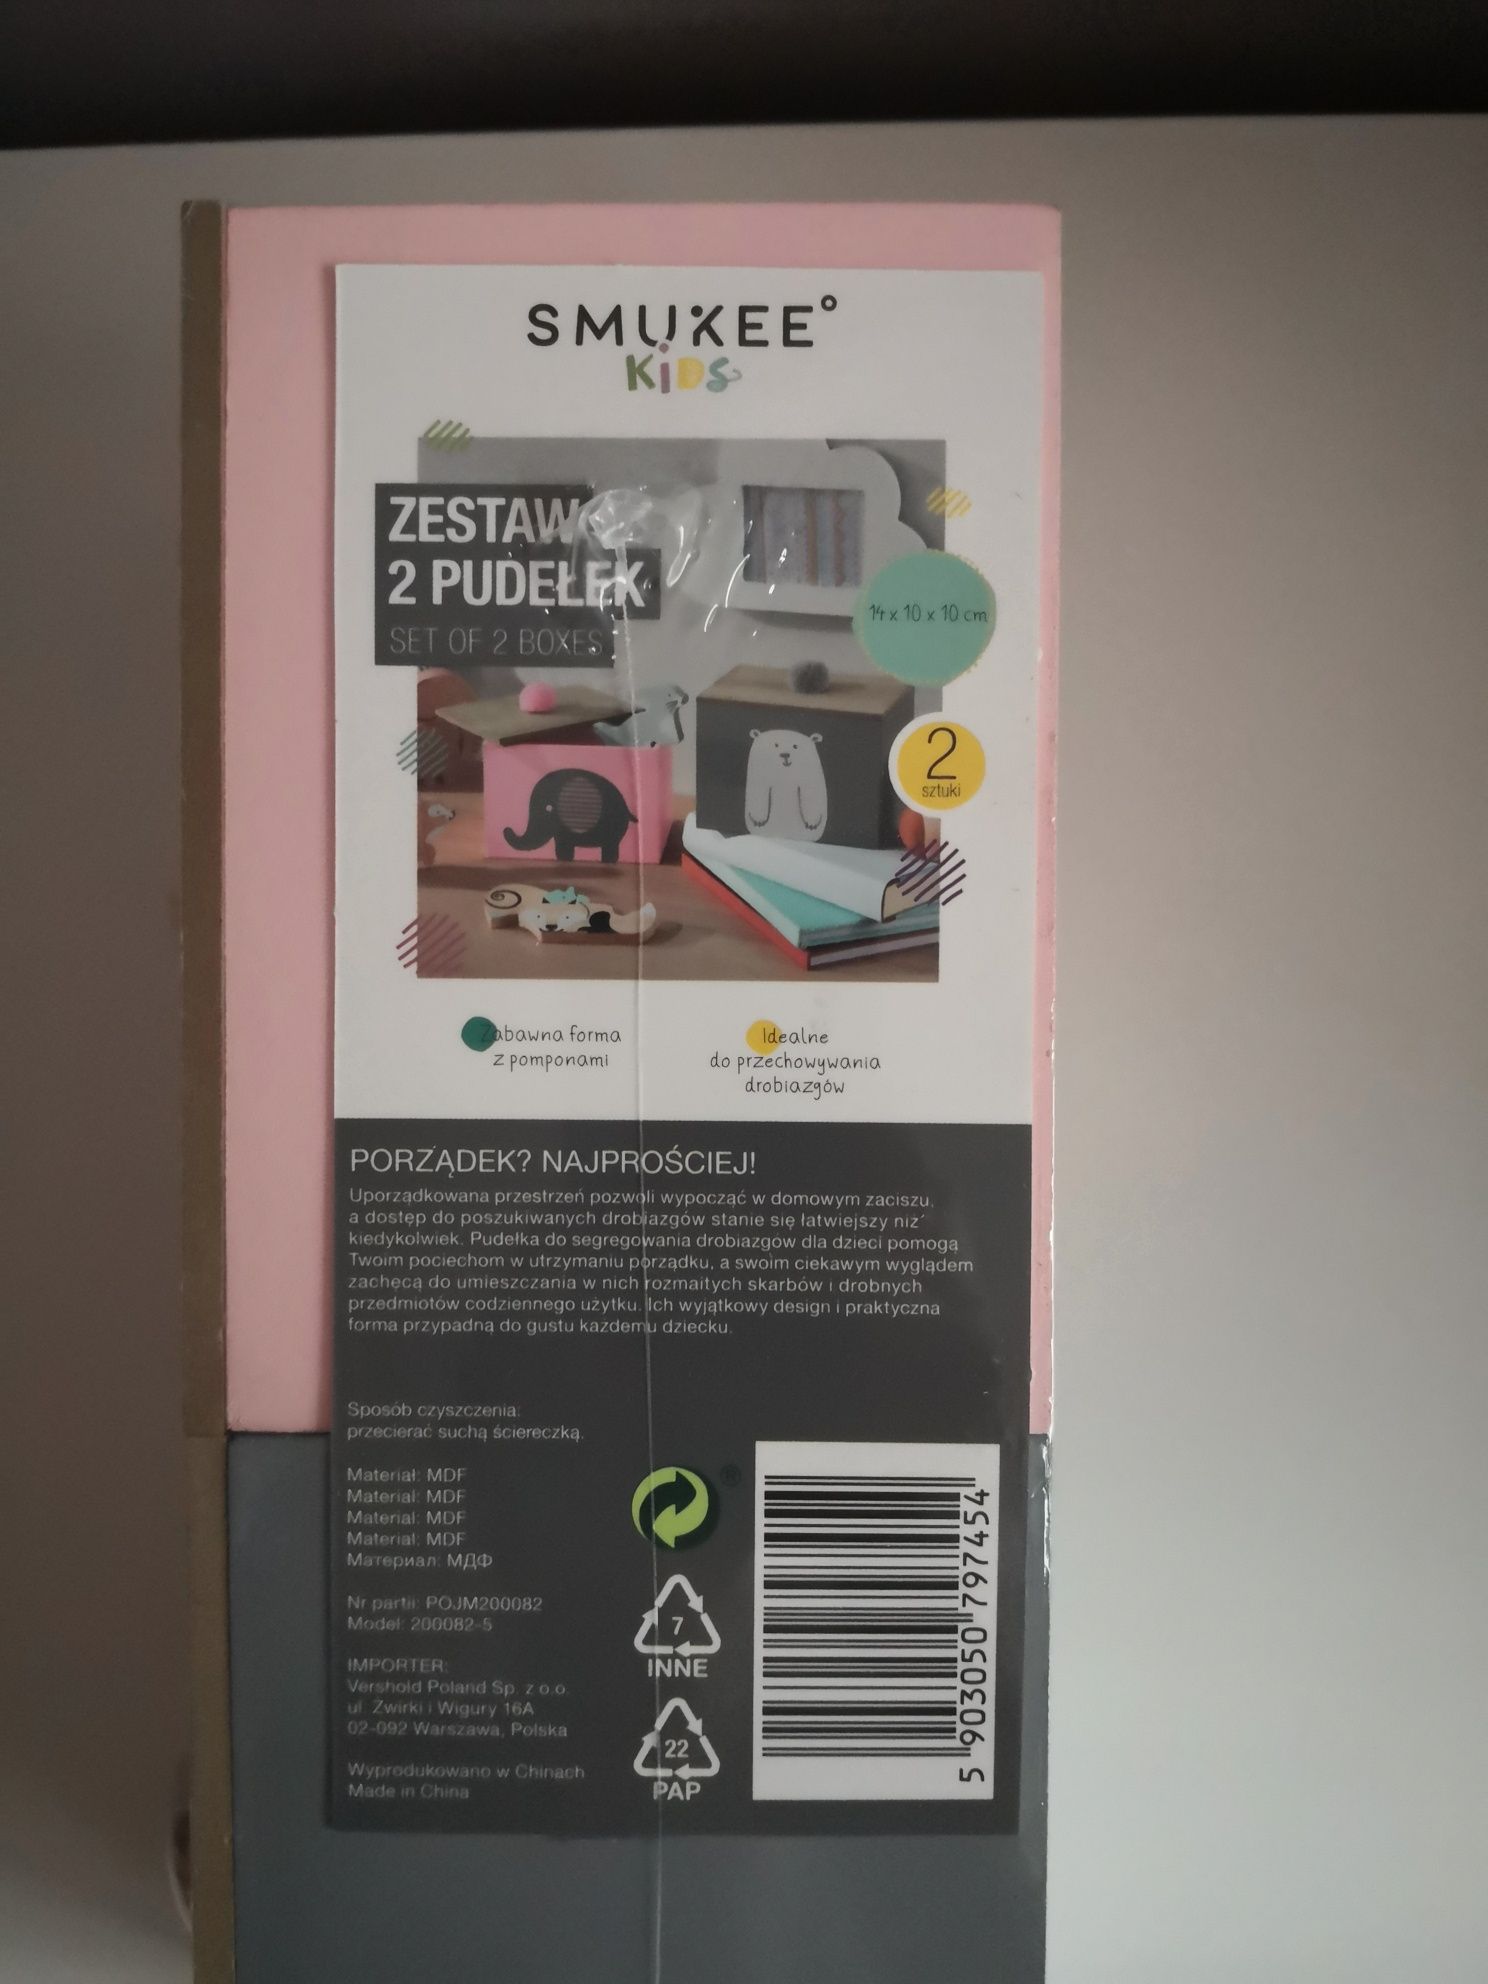 SMUKEE
KiDS
ZESTAW
2 PUDEŁEK
SET OF 2 BOXES
14 x 10 x 10 cm
2
sztuki
Zabawna forma
z pomponami
Idealne
do przechowywania
drobiazgów
PORZĄDEK? NAJPROŚCIEJ!
Uporządkowana przestrzeń pozwoli wypocząć w domowym zaciszu,
a dostęp do poszukiwanych drobiazgów stanie się łatwiejszy niż
kiedykolwiek. Pudełka do segregowania drobiazgów dla dzieci pomogą
Twoim pociechom w utrzymaniu porządku, a swoim ciekawym wyglądem
zachęcą do umieszczania w nich rozmaitych skarbów i drobnych
przedmiotów codziennego użytku. Ich wyjątkowy design i praktyczna
forma przypadną do gustu każdemu dziecku.
Sposób czyszczenia:
przecierać suchą ściereczką.
Materiał: MDF
Material: MDF
Material: MDF
Material: MDF
Материал: МДФ
Nr partii: POJM200082
Model: 200082-5
IMPORTER:
Vershold Poland Sp. z o.o.
ul. Żwirki i Wigury 16A
02-092 Warszawa, Polska
Wyprodukowano w Chinach
Made in China
®
7
INNE
22
PAP
5 903050 797454